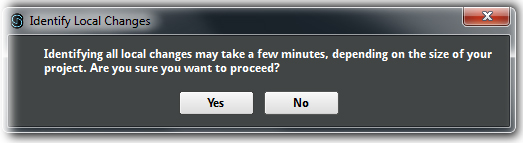 Identify Local Changes
Identifying all local changes may take a few minutes, depending on the size of your
project. Are you sure you want to proceed?
Yes
No